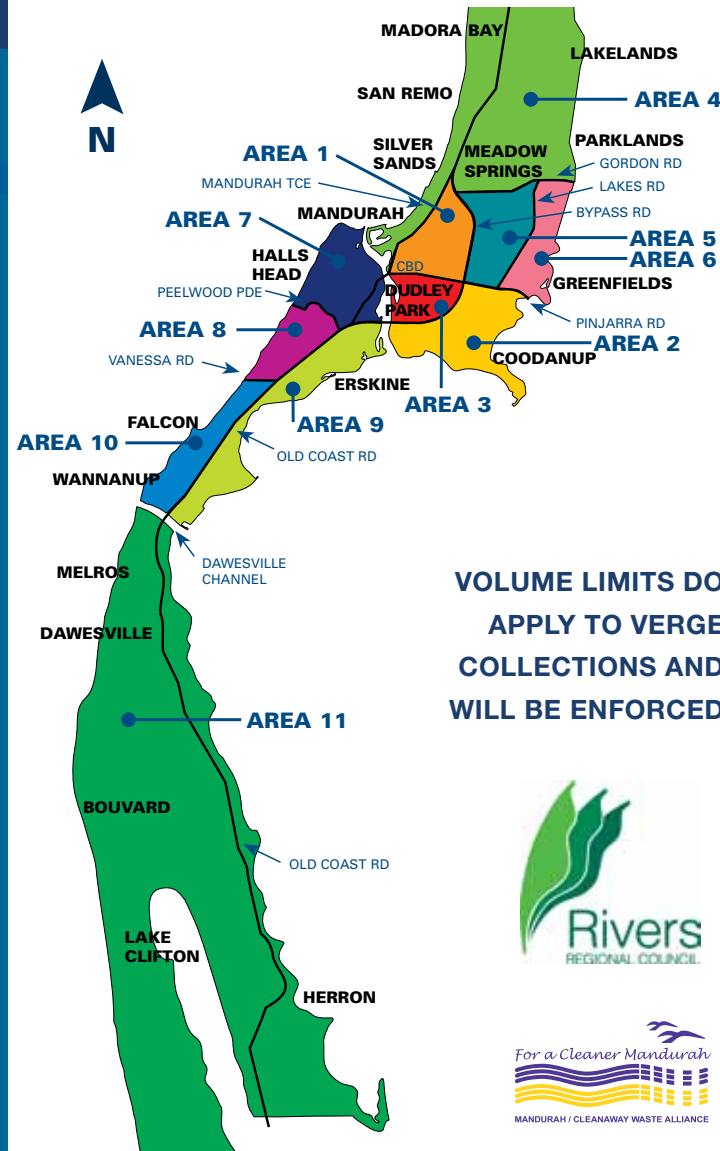 MADORA BAY
LAKELANDS
SAN REMO
AREA 4
N
SILVER
SANDS
PARKLANDS
AREA 1
MEADOW
SPRINGS
GORDON RD
MANDURAH TCE
LAKES RD
AREA 7
MANDURAH
BYPASS RD
AREA 5
HALLS
HEAD
CBD
AREA 6
GREENFIELDS
PEELWOOD PDE
DUDLEY
PARK
AREA 8
PINJARRA RD
AREA 2
VANESSA RD
COODANUP
ERSKINE
AREA 3
FALCON
AREA 9
AREA 10
OLD COAST RD
WANNANUP
DAWESVILLE
CHANNEL
MELROS
DAWESVILLE
VOLUME LIMITS DO
APPLY TO VERGE
COLLECTIONS AND
WILL BE ENFORCED
AREA 11
BOUVARD
OLD COAST RD
LAKE
CLIFTON
HERRON
Rivers
REGIONAL COUNCIL
For a Cleaner Mandurah
MANDURAH / CLEANAWAY WASTE ALLIANCE